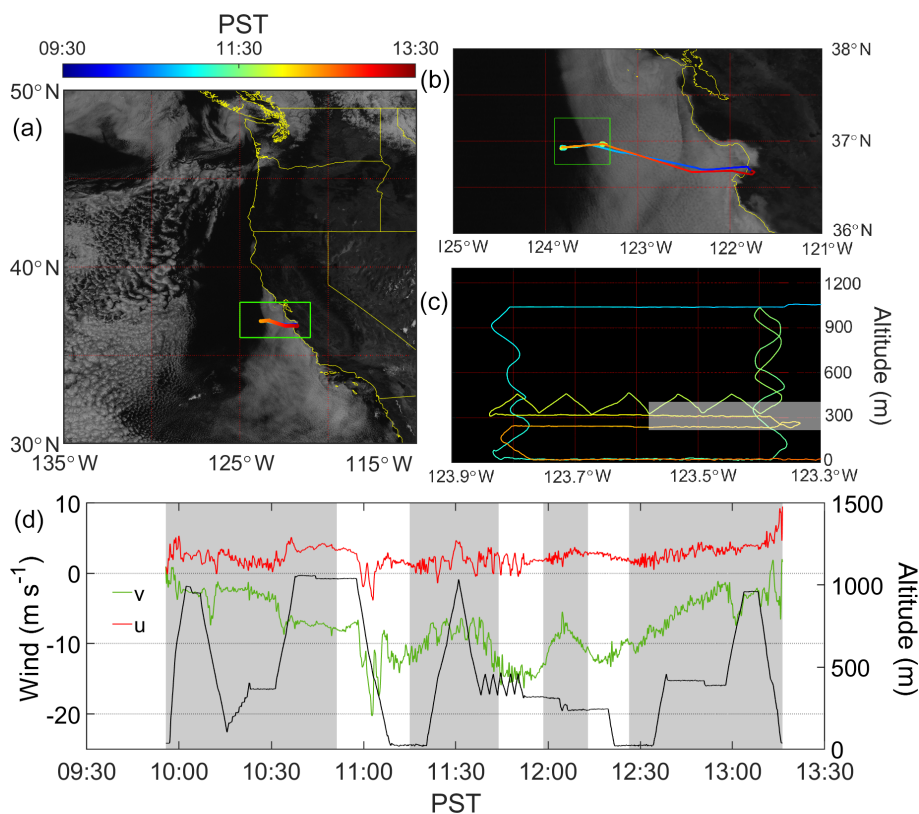 PST
09:30 11:30 13:30
(a)
50°N
40°N
30°N
135°W 125°W 115°W
(b)
38°N
37°N
36°N
125°W 124°W 123°W 122°W 121°W
(c)
1200
900
600
300
0
Altitude (m)
123.9°W 123.7°W 123.5°W 123.3°W
(d)
10
0
-10
-20
Wind (m s⁻¹)
v
u
1500
1000
500
0
Altitude (m)
09:30 10:00 10:30 11:00 11:30 12:00 12:30 13:00 13:30
PST